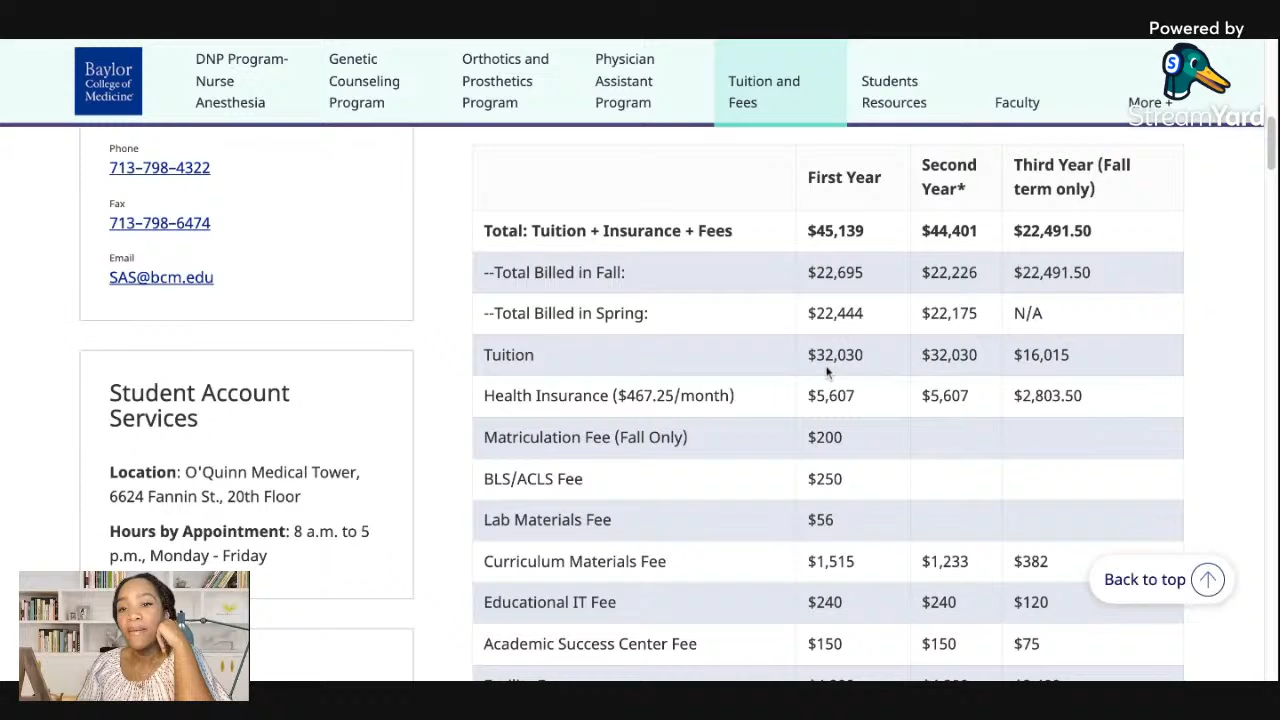 Powered by
StreamYard
Baylor
College of
Medicine
DNP Program-
Nurse
Anesthesia
Genetic
Counseling
Program
Orthotics and
Prosthetics
Program
Physician
Assistant
Program
Tuition and
Fees
Students
Resources
Faculty
More +
Phone
713–798–4322
Fax
713–798–6474
Email
SAS@bcm.edu
Student Account
Services
Location: O'Quinn Medical Tower,
6624 Fannin St., 20th Floor
Hours by Appointment: 8 a.m. to 5
p.m., Monday - Friday
First Year
Second
Year*
Third Year (Fall
term only)
Total: Tuition + Insurance + Fees $45,139 $44,401 $22,491.50
--Total Billed in Fall: $22,695 $22,226 $22,491.50
--Total Billed in Spring: $22,444 $22,175 N/A
Tuition $32,030 $32,030 $16,015
Health Insurance ($467.25/month) $5,607 $5,607 $2,803.50
Matriculation Fee (Fall Only) $200
BLS/ACLS Fee $250
Lab Materials Fee $56
Curriculum Materials Fee $1,515 $1,233 $382
Educational IT Fee $240 $240 $120
Academic Success Center Fee $150 $150 $75
Back to top